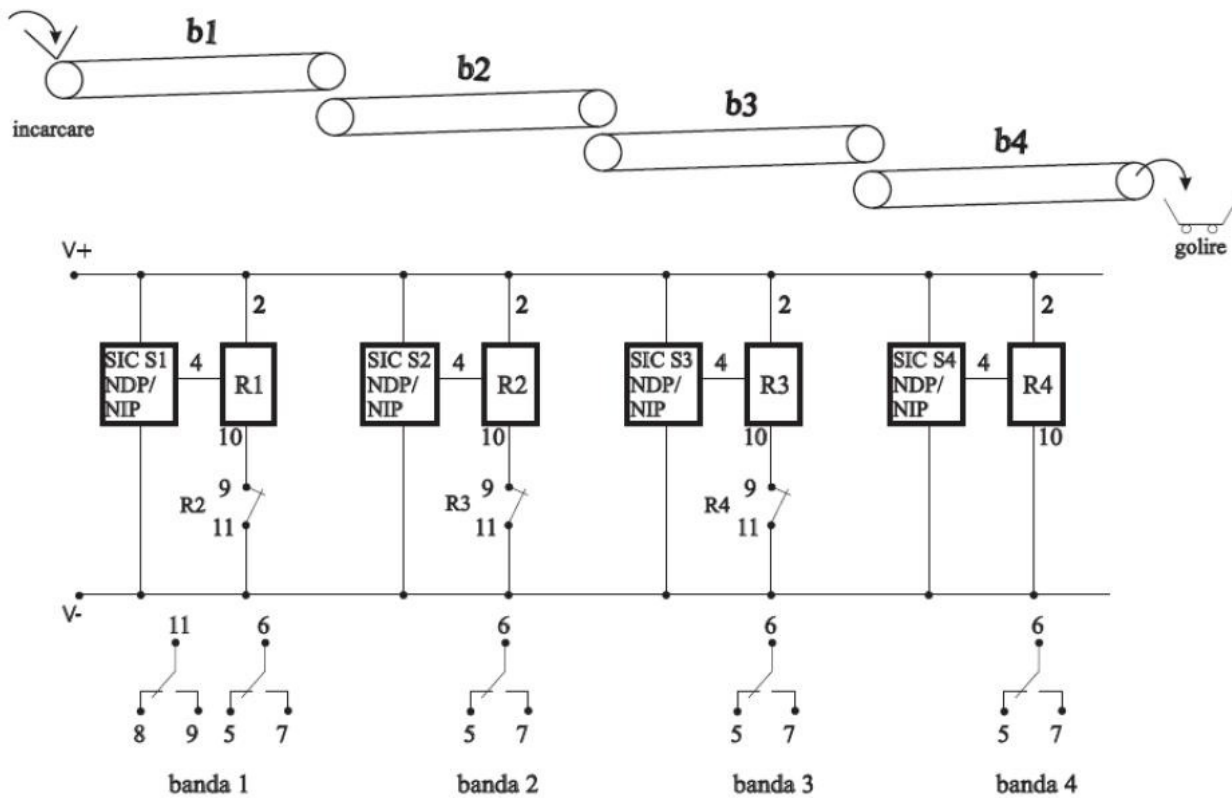 b1
b2
b3
b4
incarcare
golire
V+
2 2 2 2
SIC S1 NDP/ NIP 4 R1
SIC S2 NDP/ NIP 4 R2
SIC S3 NDP/ NIP 4 R3
SIC S4 NDP/ NIP 4 R4
10 10 10 10
9 9 9
R2 R3 R4
11 11 11
V-
11 6 6 6 6
8 9 5 7 5 7 5 7 5 7
banda 1 banda 2 banda 3 banda 4